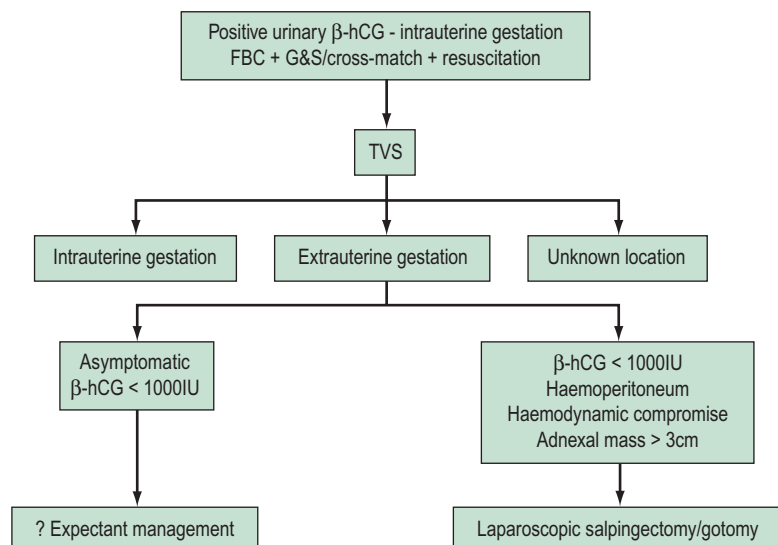 Positive urinary β-hCG - intrauterine gestation
FBC + G&S/cross-match + resuscitation
TVS
Intrauterine gestation
Extrauterine gestation
Unknown location
Asymptomatic
β-hCG < 1000IU
β-hCG < 1000IU
Haemoperitoneum
Haemodynamic compromise
Adnexal mass > 3cm
? Expectant management
Laparoscopic salpingectomy/gotomy